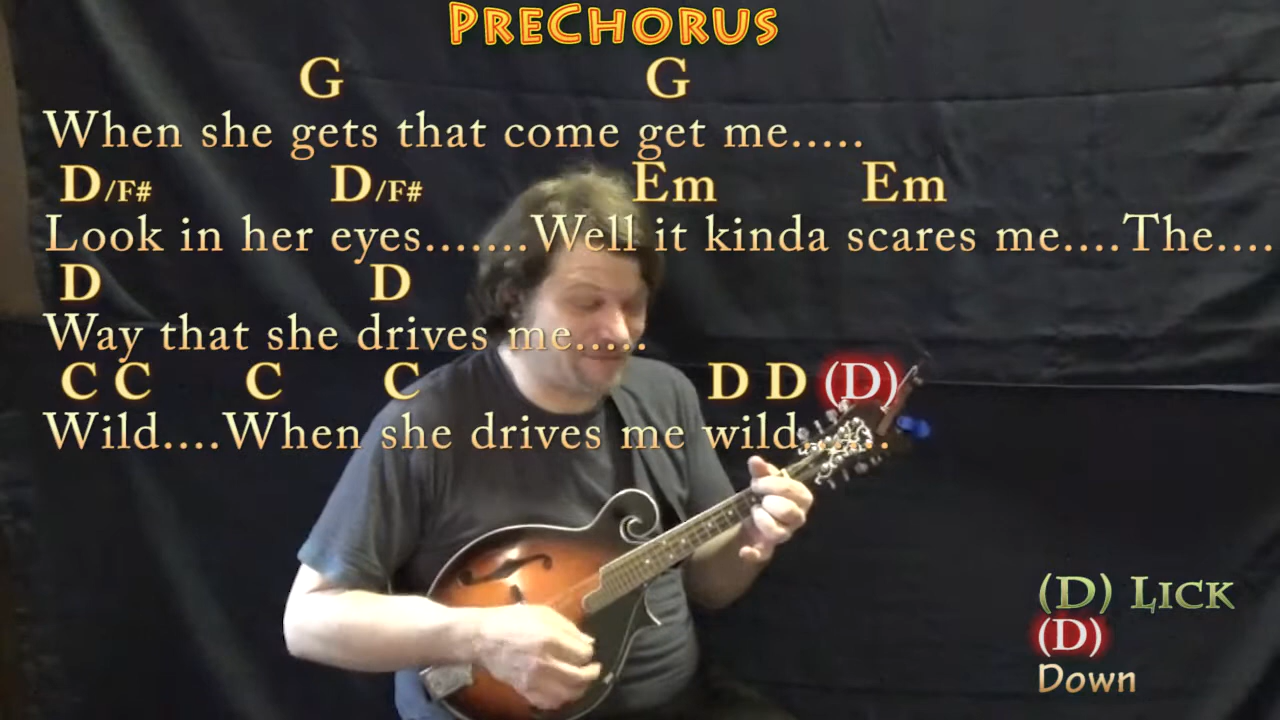 PreChorus
G G
When she gets that come get me.....
D/F# D/F# Em Em
Look in her eyes.......Well it kinda scares me....The....
D D
Way that she drives me.....
C C C C D D (D)
Wild....When she drives me wild......
(D) Lick
(D)
Down